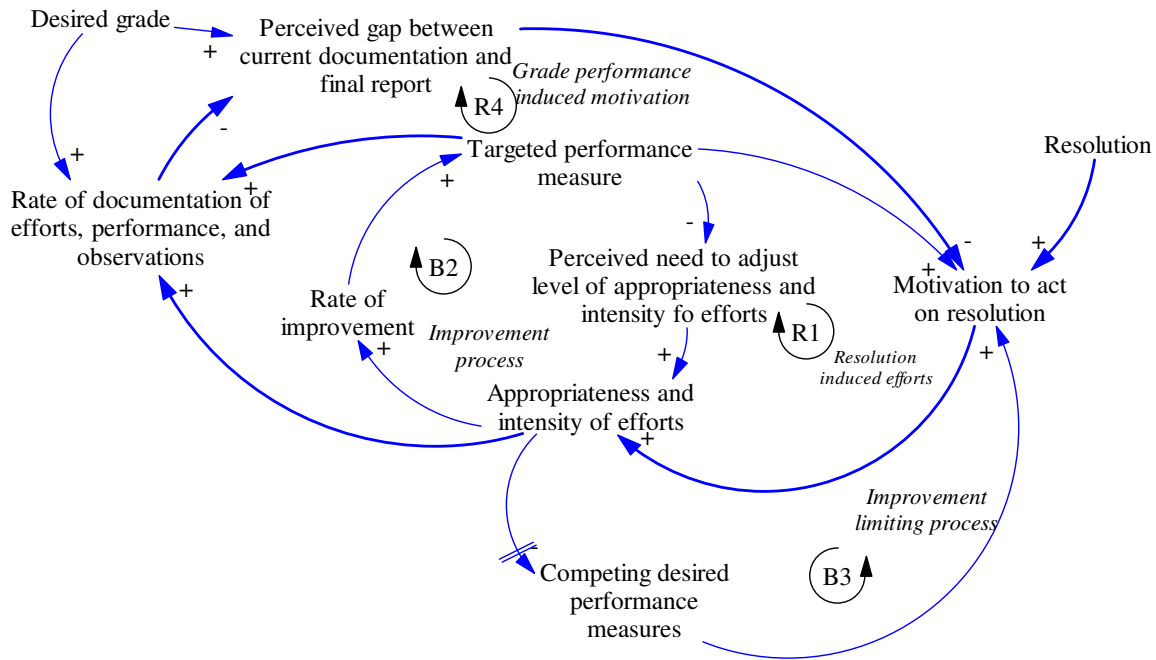 Desired grade
+
+
Perceived gap between
current documentation and
final report
-
R4
Grade performance
induced motivation
Targeted performance
measure
+
+
-
Resolution
+
-
+
Rate of documentation of
efforts, performance, and
observations
+
B2
Rate of
improvement
+
Improvement
process
Perceived need to adjust
level of appropriateness and
intensity fo efforts
+
R1
Resolution
induced efforts
Motivation to act
on resolution
+
Appropriateness and
intensity of efforts
+
-
Improvement
limiting process
B3
Competing desired
performance
measures